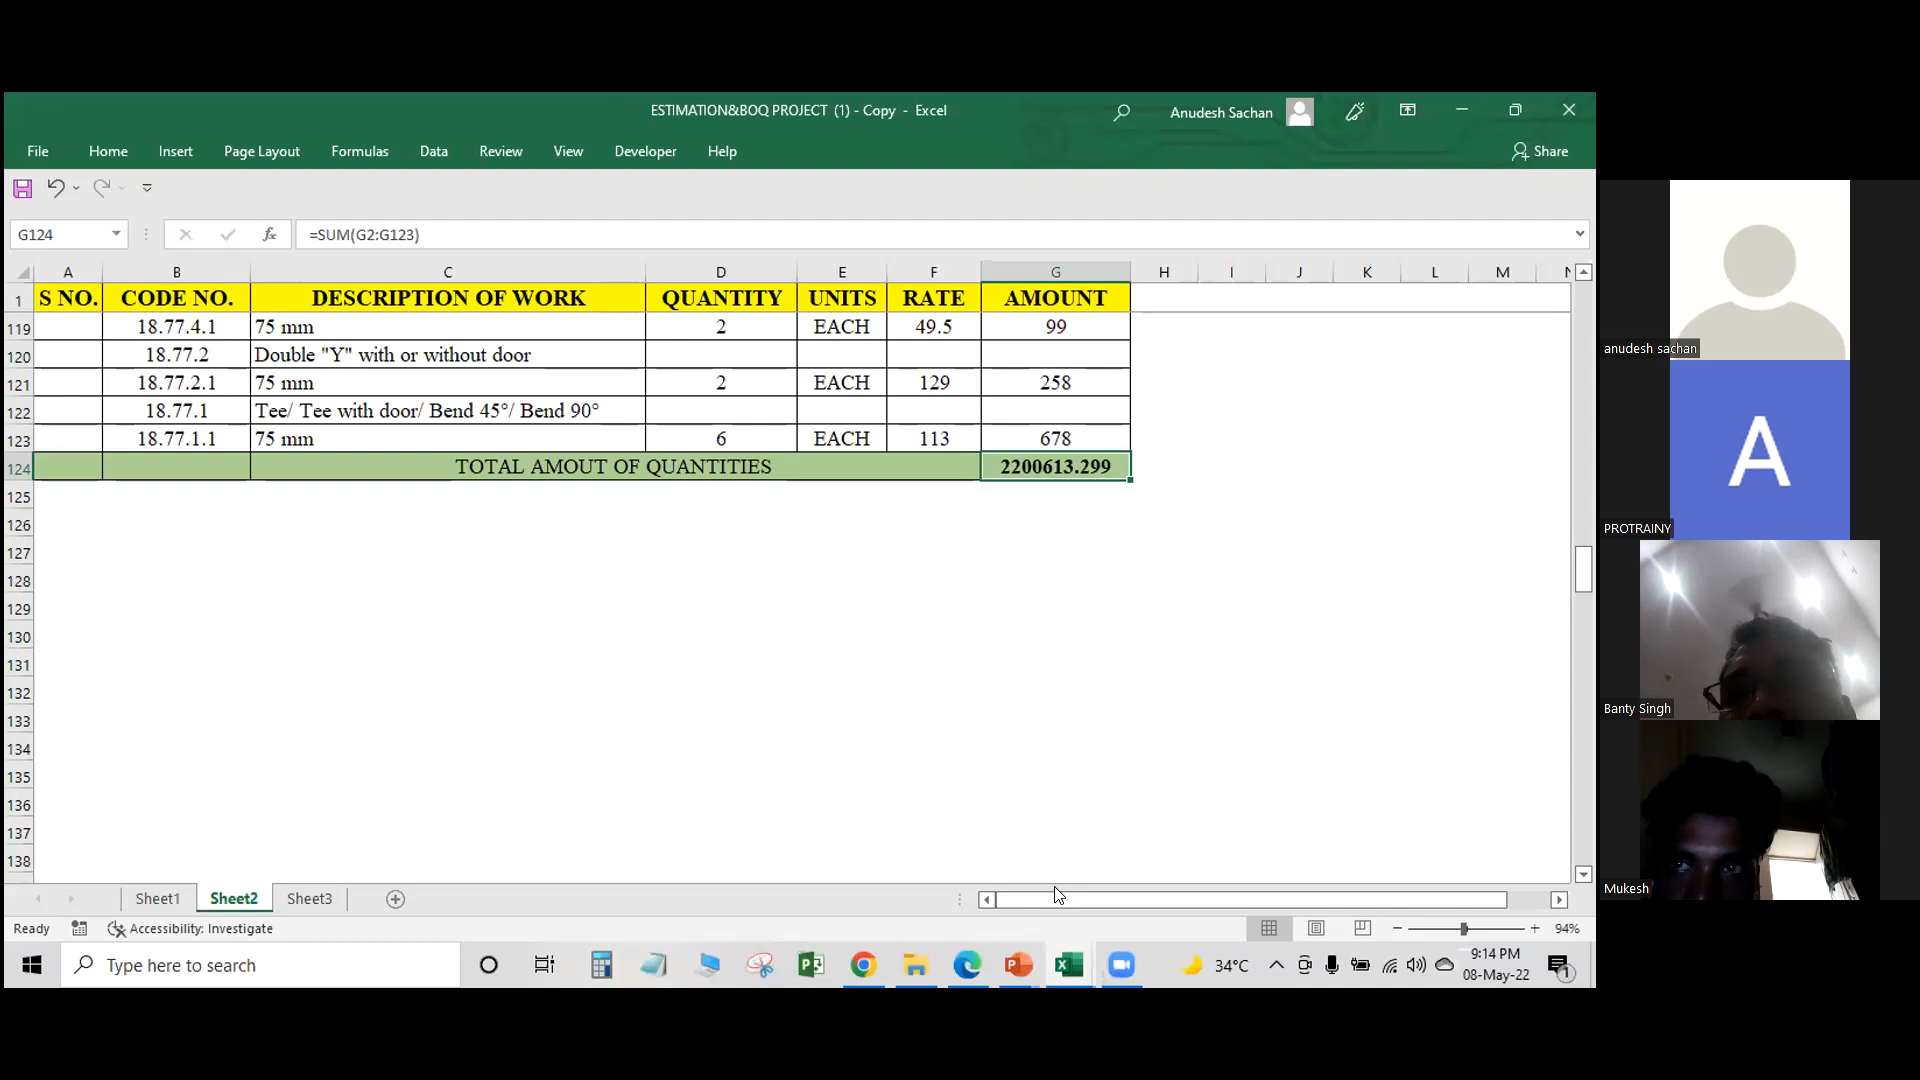 ESTIMATION&BOQ PROJECT (1) - Copy - Excel
Anudesh Sachan
File Home Insert Page Layout Formulas Data Review View Developer Help
Share
G124 fx =SUM(G2:G123)
A B C D E F G H I J K L M
1 S NO. CODE NO. DESCRIPTION OF WORK QUANTITY UNITS RATE AMOUNT
119 18.77.4.1 75 mm 2 EACH 49.5 99
120 18.77.2 Double "Y" with or without door
121 18.77.2.1 75 mm 2 EACH 129 258
122 18.77.1 Tee/ Tee with door/ Bend 45°/ Bend 90°
123 18.77.1.1 75 mm 6 EACH 113 678
124 TOTAL AMOUT OF QUANTITIES 2200613.299
125
126
127
128
129
130
131
132
133
134
135
136
137
138
Sheet1 Sheet2 Sheet3
Ready Accessibility: Investigate 94%
Type here to search
34°C
9:14 PM
08-May-22
1
anudesh sachan
A
PROTRAINY
Banty Singh
Mukesh